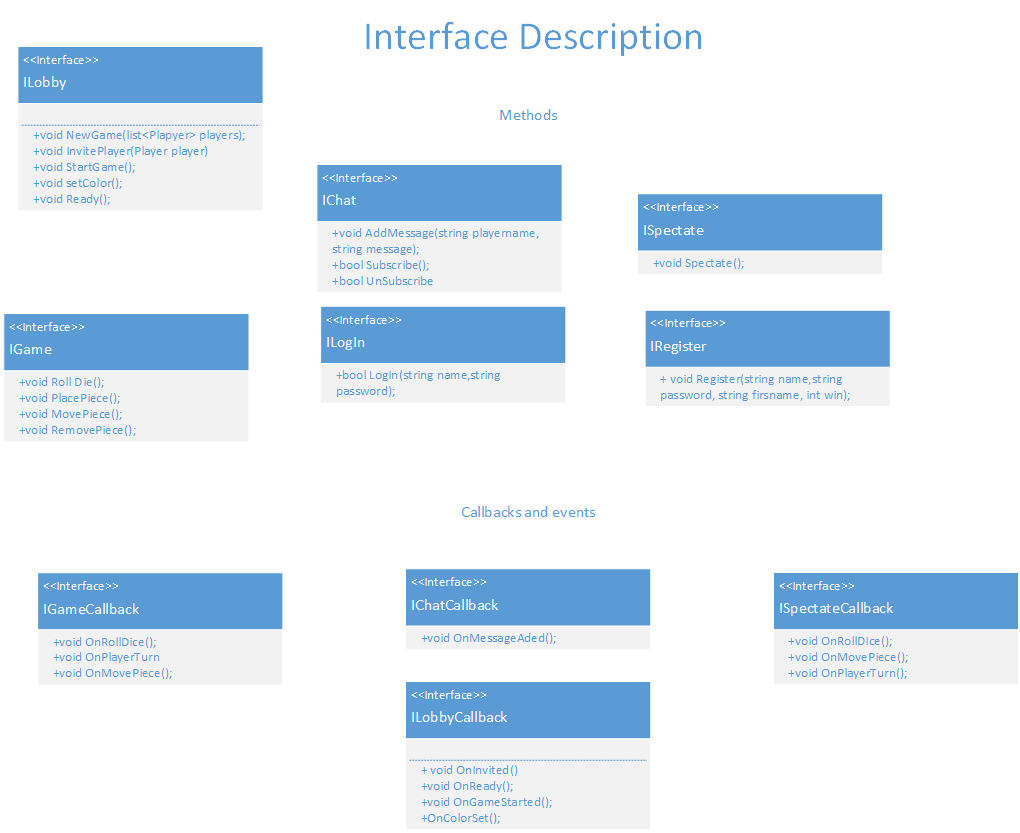 Interface Description
<<Interface>>
ILobby
+void NewGame(list<Plapyer> players);
+void InvitePlayer(Player player)
+void StartGame();
+void setColor();
+void Ready();
Methods
<<Interface>>
IChat
+void AddMessage(string playername,
string message);
+bool Subscribe();
+bool UnSubscribe
<<Interface>>
ISpectate
+void Spectate();
<<Interface>>
IGame
+void Roll Die();
+void PlacePiece();
+void MovePiece();
+void RemovePiece();
<<Interface>>
ILogIn
+bool LogIn(string name,string
password);
<<Interface>>
IRegister
+ void Register(string name,string
password, string firsname, int win);
Callbacks and events
<<Interface>>
IGameCallback
+void OnRollDice();
+void OnPlayerTurn
+void OnMovePiece();
<<Interface>>
IChatCallback
+void OnMessageAded();
<<Interface>>
ISpectateCallback
+void OnRollDIce();
+void OnMovePiece();
+void OnPlayerTurn();
<<Interface>>
ILobbyCallback
+ void OnInvited()
+void OnReady();
+void OnGameStarted();
+OnColorSet();